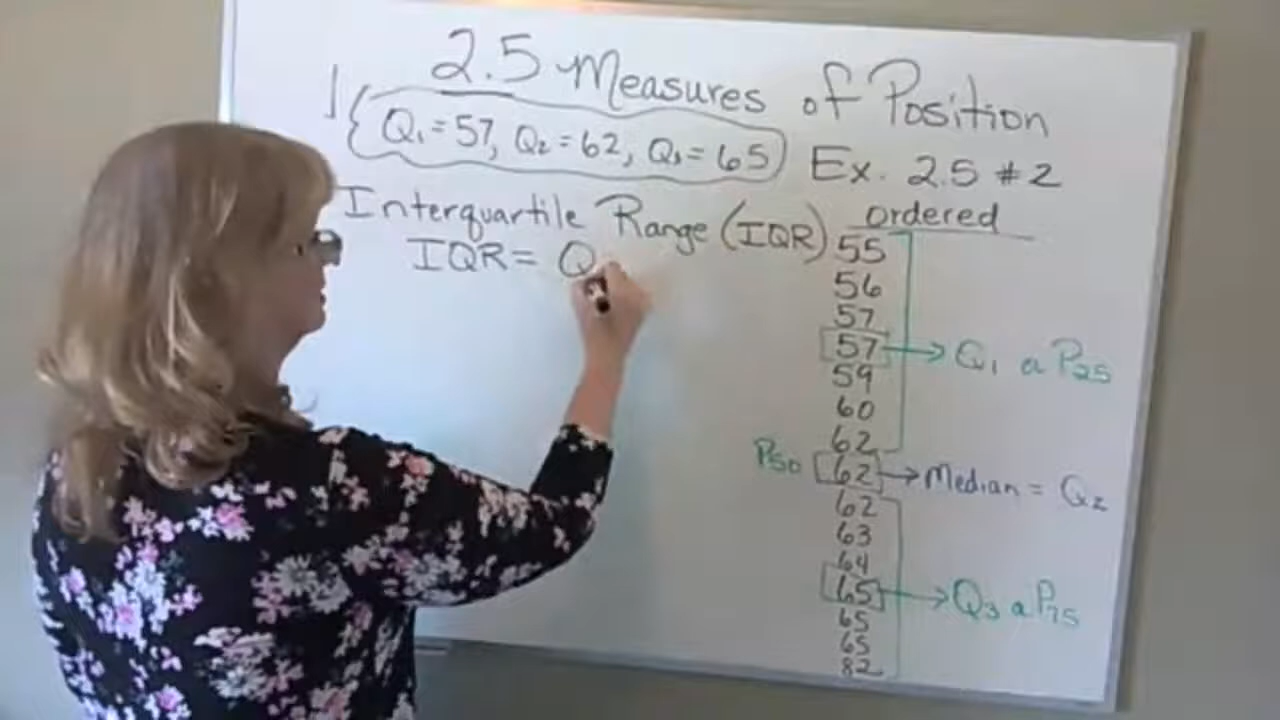 2.5 Measures of Position
Q₁ = 57, Q₂ = 62, Q₃ = 65
Ex. 2.5 #2
Interquartile Range (IQR)
IQR = Q
ordered
55
56
57
57 → Q₁ a P₂₅
59
60
62
P₅₀ 62 → Median = Q₂
62
63
64
65 → Q₃ a P₇₅
65
65
82